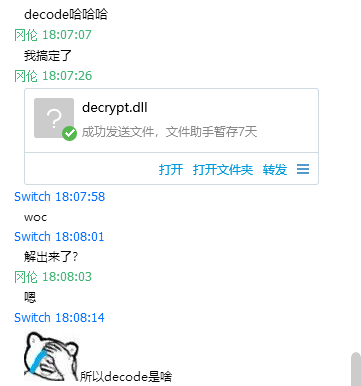 decode哈哈哈
冈伦 18:07:07
我搞定了
冈伦 18:07:26
decrypt.dll
成功发送文件，文件助手暂存7天
打开 打开文件夹 转发
Switch 18:07:58
woc
Switch 18:08:01
解出来了?
冈伦 18:08:03
嗯
Switch 18:08:14
所以decode是啥